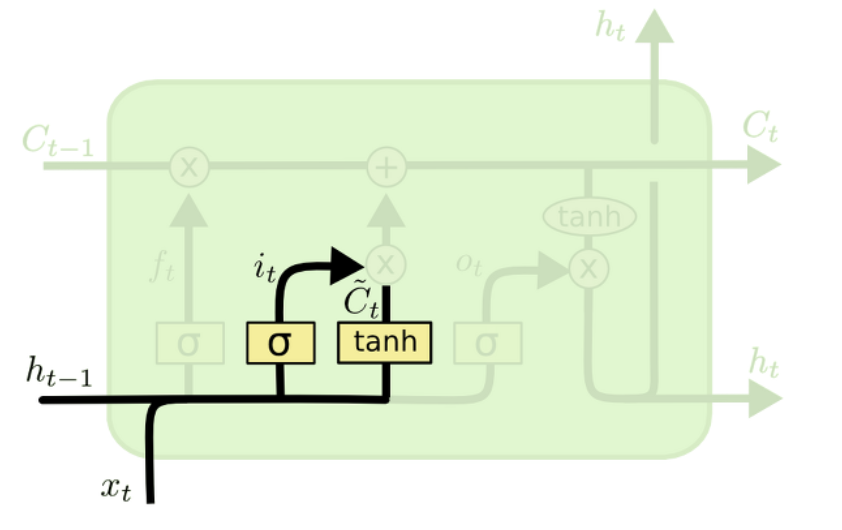 h_t
C_{t-1}
C_t
x
+
tanh
f_t
i_t
x
o_t
x
C̃_t
σ
σ
tanh
σ
h_{t-1}
h_t
x_t